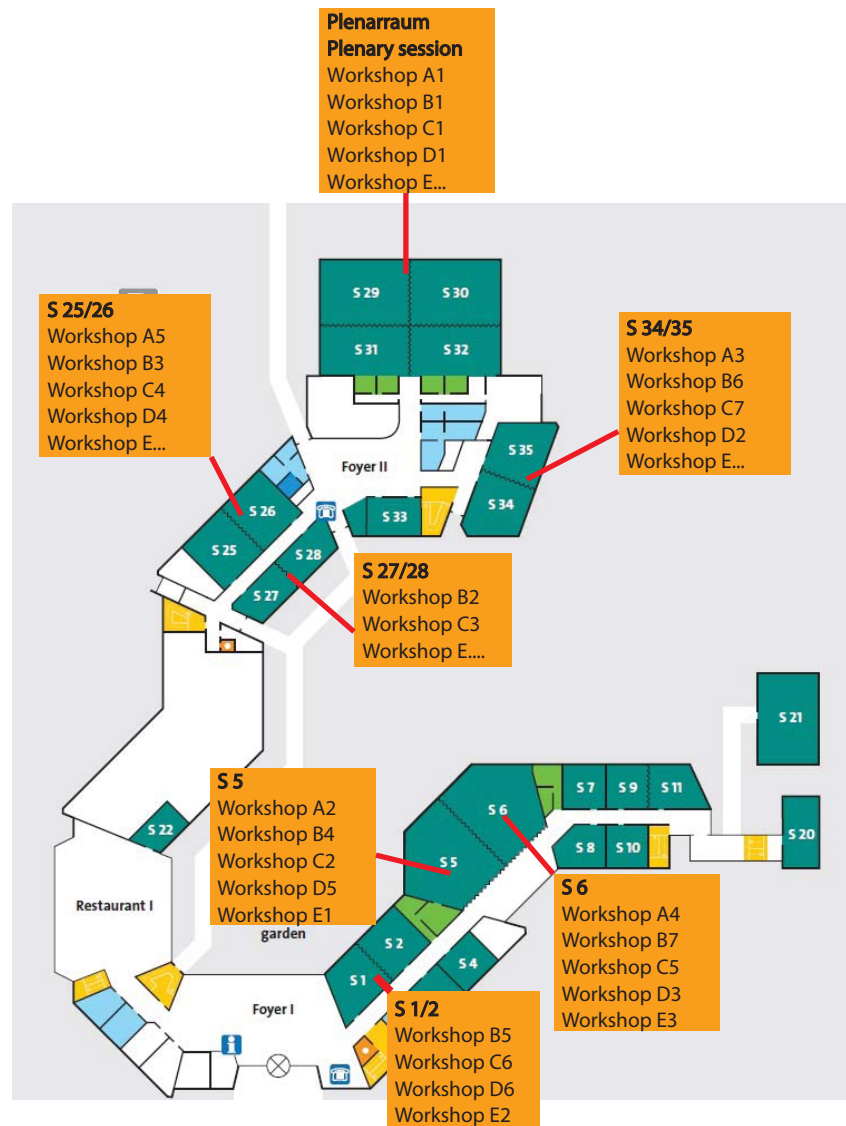 Plenarraum
Plenary session
Workshop A1
Workshop B1
Workshop C1
Workshop D1
Workshop E...
S 29
S 30
S 31
S 32
S 25/26
Workshop A5
Workshop B3
Workshop C4
Workshop D4
Workshop E...
S 34/35
Workshop A3
Workshop B6
Workshop C7
Workshop D2
Workshop E...
Foyer II
S 35
S 34
S 33
S 26
S 25
S 28
S 27
S 27/28
Workshop B2
Workshop C3
Workshop E....
S 21
S 20
S 5
Workshop A2
Workshop B4
Workshop C2
Workshop D5
Workshop E1
garden
S 6
S 5
S 7
S 9
S 11
S 8
S 10
S 22
Restaurant I
S 2
S 1
S 4
Foyer I
i
S 6
Workshop A4
Workshop B7
Workshop C5
Workshop D3
Workshop E3
S 1/2
Workshop B5
Workshop C6
Workshop D6
Workshop E2